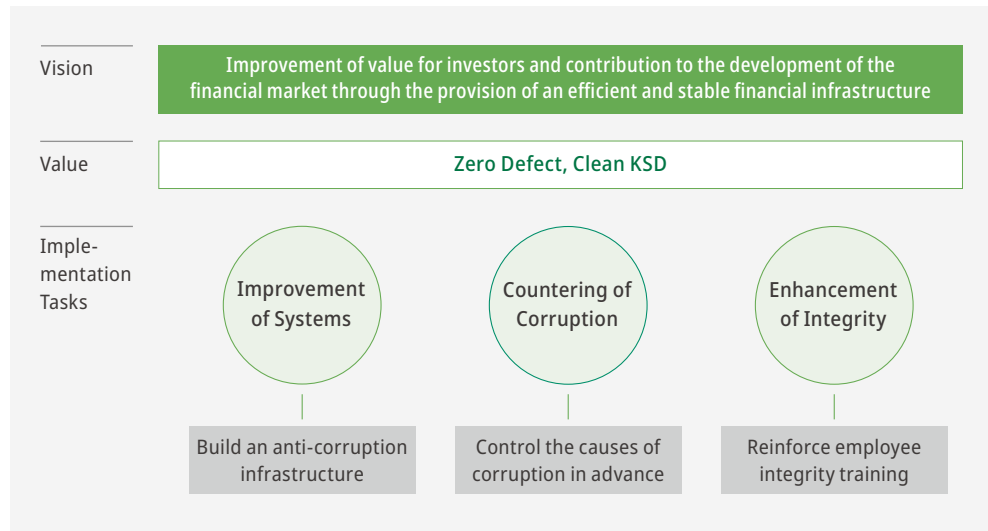 Vision
Improvement of value for investors and contribution to the development of the
financial market through the provision of an efficient and stable financial infrastructure
Value
Zero Defect, Clean KSD
Imple-
mentation
Tasks
Improvement
of Systems
Countering of
Corruption
Enhancement
of Integrity
Build an anti-corruption
infrastructure
Control the causes of
corruption in advance
Reinforce employee
integrity training